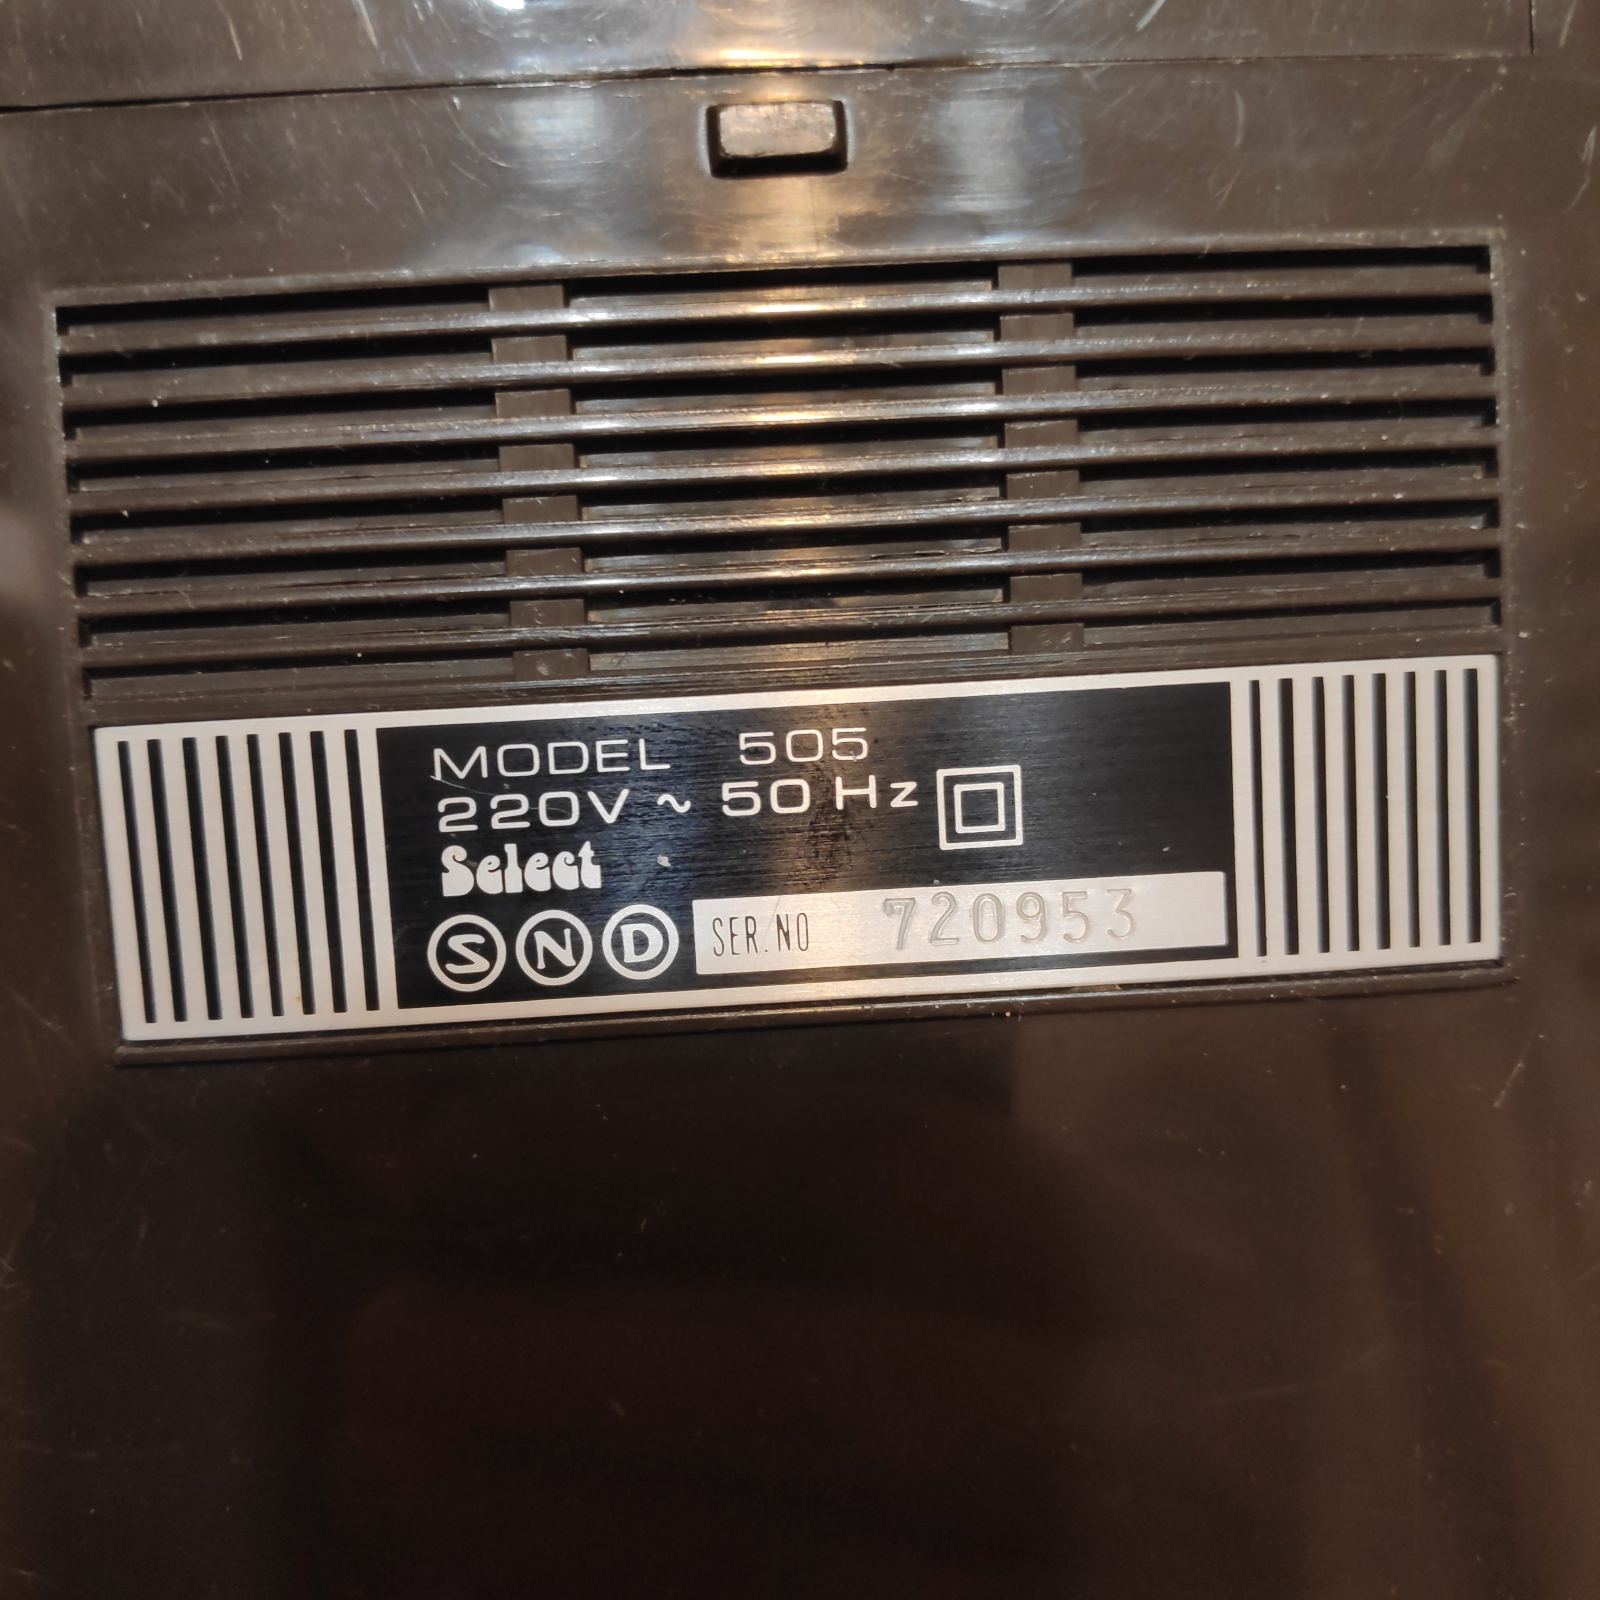 MODEL 505
220V ~ 50 Hz
Select
S N D SER.NO 720953